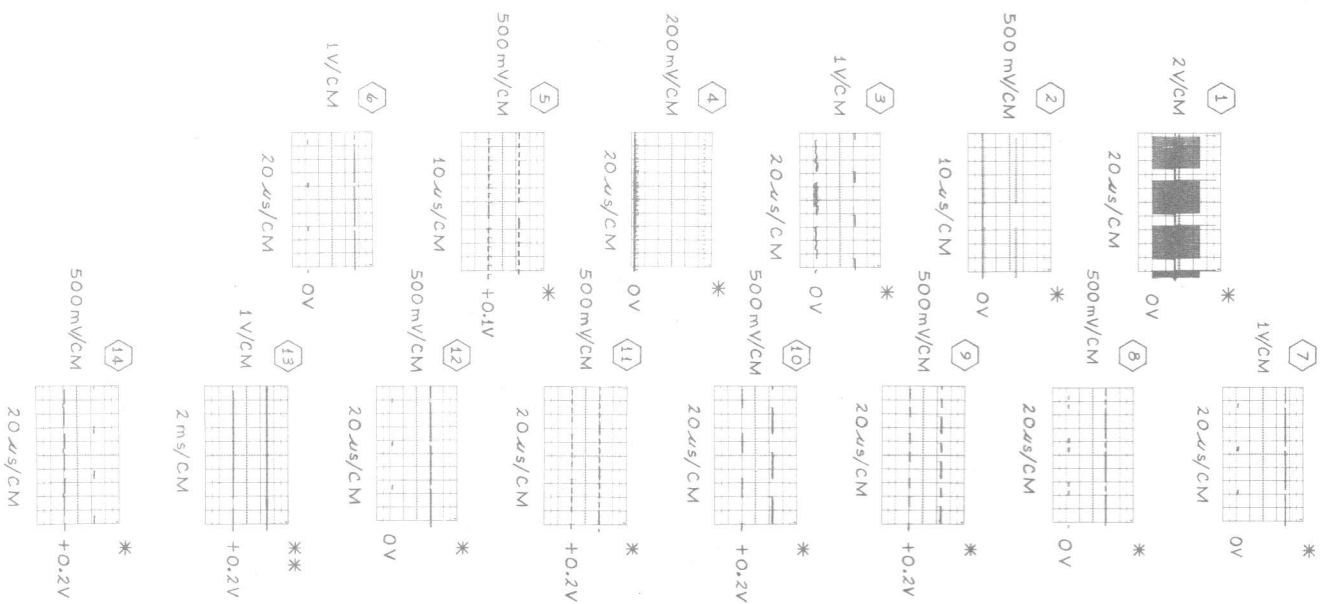 1
*
2V/CM
0V
20µs/CM
2
*
500mV/CM
0V
10µs/CM
3
*
1V/CM
0V
20µs/CM
4
*
200mV/CM
0V
20µs/CM
5
*
500mV/CM
+0.1V
10µs/CM
6
1V/CM
0V
20µs/CM
7
*
1V/CM
0V
20µs/CM
8
*
500mV/CM
0V
20µs/CM
9
*
500mV/CM
+0.2V
20µs/CM
10
*
500mV/CM
+0.2V
20µs/CM
11
*
500mV/CM
+0.2V
20µs/CM
12
*
500mV/CM
0V
20µs/CM
13
**
1V/CM
+0.2V
2ms/CM
14
*
500mV/CM
+0.2V
20µs/CM